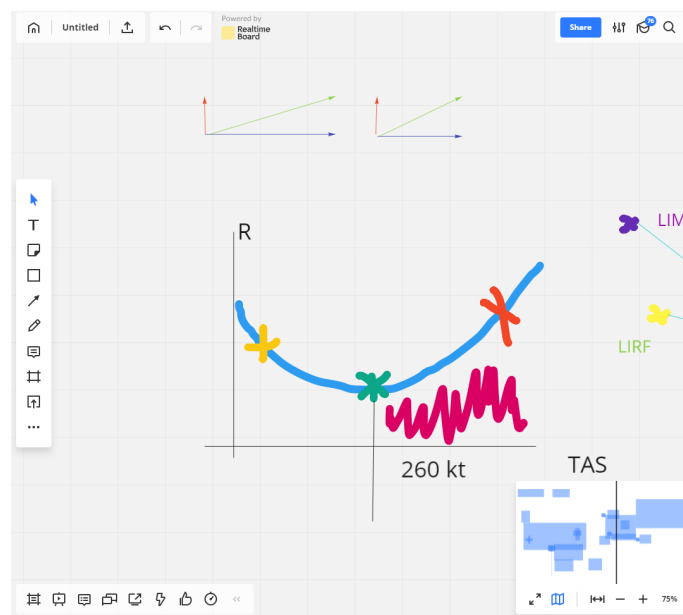 Untitled
Powered by
Realtime
Board
Share
76
R
LIM
LIRF
260 kt
TAS
75%